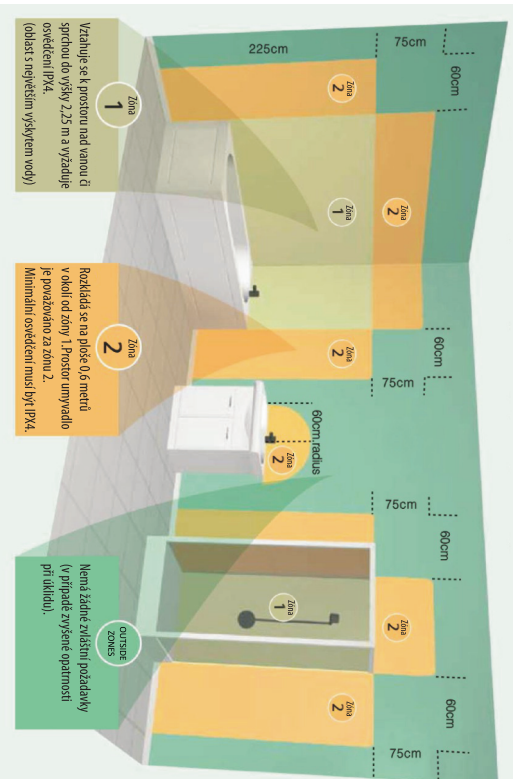 225cm
75cm
60cm
Zóna
2
Zóna
2
Zóna
1
60cm
75cm
Zóna
2
60cm.radius
Zóna
2
75cm
60cm
Zóna
2
Zóna
1
60cm
75cm
Zóna
2
Zóna
1
Vztahuje se k prostoru nad vanou či
sprchou do výšky 2,25 m a vyžaduje
osvědčení IPX4.
(oblast s největším výskytem vody)
Zóna
2
Rozkládá se na ploše 0,6 metrů
v okolí od zóny 1.Prostor umyvadlo
je považováno za zónu 2.
Minimální osvědčení musí být IPX4.
OUTSIDE
ZONES
Nemá žádné zvláštní požadavky
(v případě zvýšené opatrnosti
při úklidu).